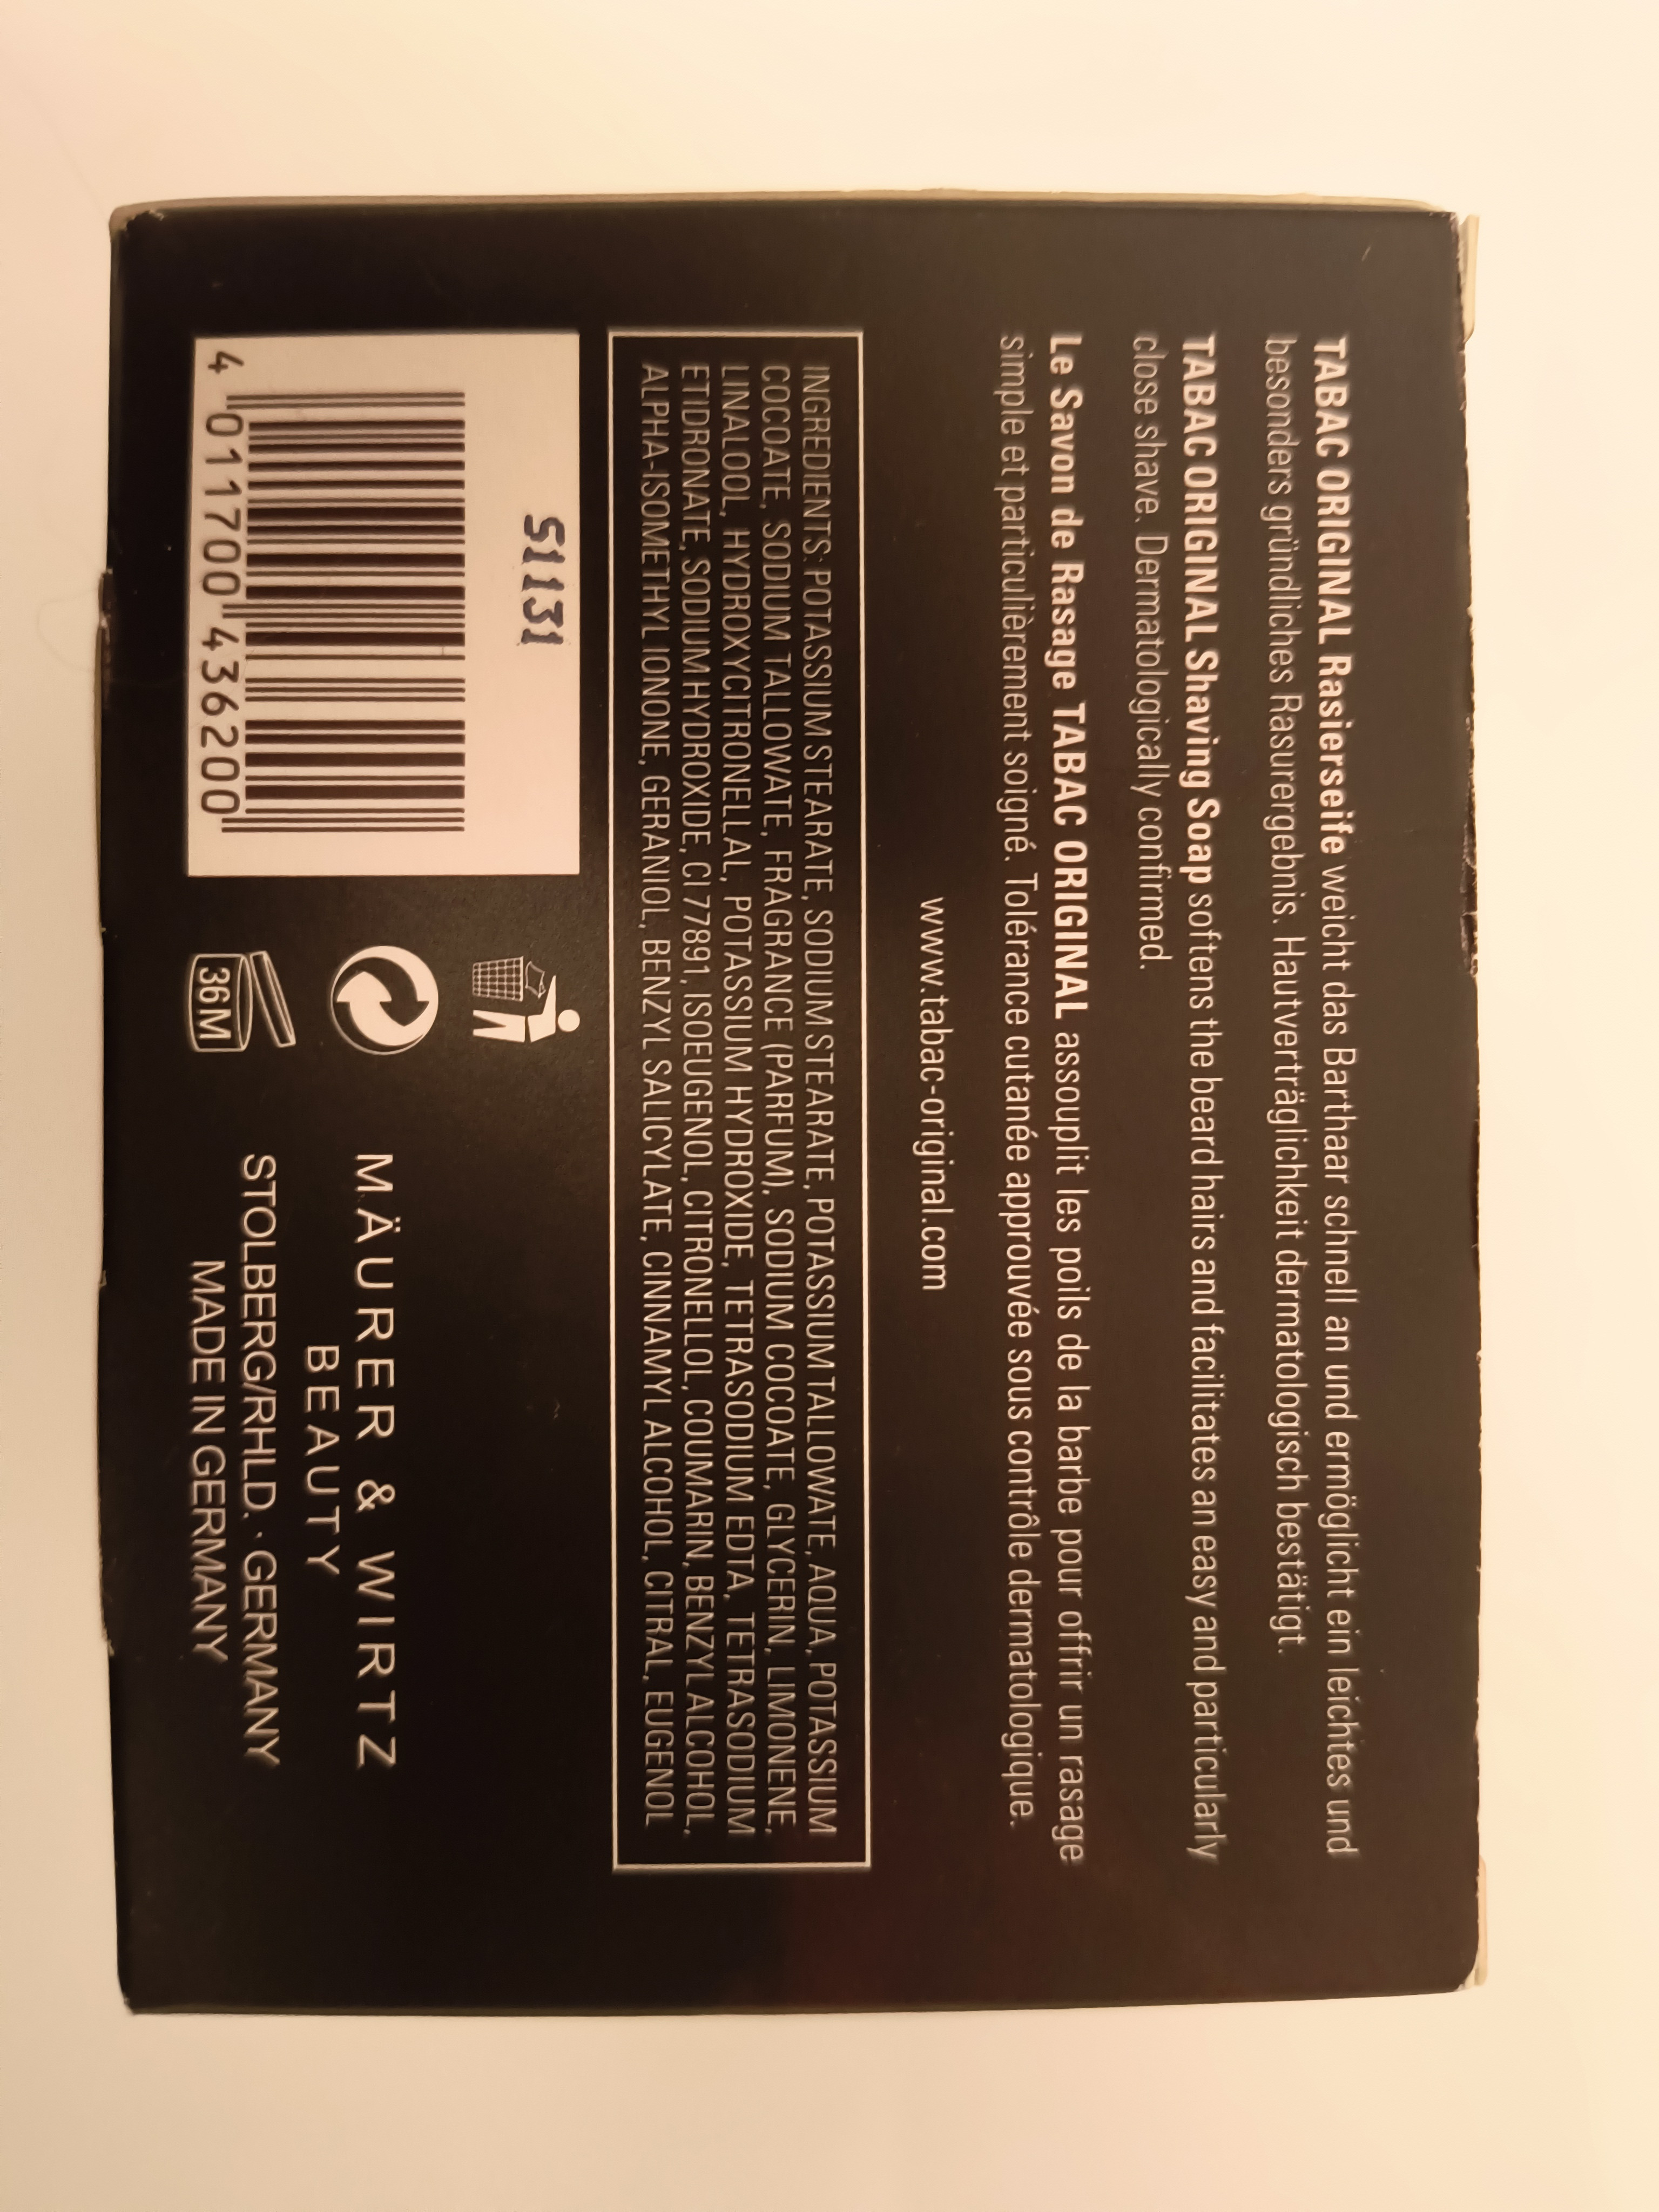 TABAC ORIGINAL Rasierseife weicht das Barthaar schnell an und ermöglicht ein leichtes und
besonders gründliches Rasurergebnis. Hautverträglichkeit dermatologisch bestätigt.
TABAC ORIGINAL Shaving Soap softens the beard hairs and facilitates an easy and particularly
close shave. Dermatologically confirmed.
Le Savon de Rasage TABAC ORIGINAL assouplit les poils de la barbe pour offrir un rasage
simple et particulièrement soigné. Tolérance cutanée approuvée sous contrôle dermatologique.
www.tabac-original.com
INGREDIENTS: POTASSIUM STEARATE, SODIUM STEARATE, POTASSIUM TALLOWATE, AQUA, POTASSIUM
COCOATE, SODIUM TALLOWATE, FRAGRANCE (PARFUM), SODIUM COCOATE, GLYCERIN, LIMONENE,
LINALOOL, HYDROXYCITRONELLAL, POTASSIUM HYDROXIDE, TETRASODIUM EDTA, TETRASODIUM
ETIDRONATE, SODIUM HYDROXIDE, CI 77891, ISOEUGENOL, CITRONELLOL, COUMARIN, BENZYL ALCOHOL,
ALPHA-ISOMETHYL IONONE, GERANIOL, BENZYL SALICYLATE, CINNAMYL ALCOHOL, CITRAL, EUGENOL
51131
4 011700 436200
36M
MÄURER & WIRTZ
BEAUTY
STOLBERG/RHLD. · GERMANY
MADE IN GERMANY